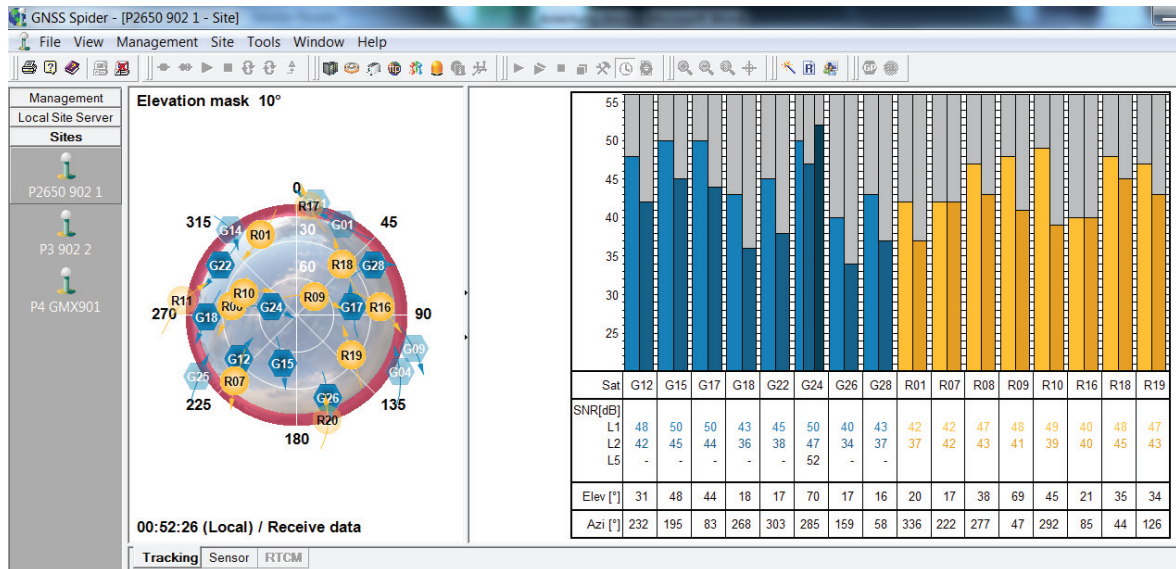 GNSS Spider - [P2650 902 1 - Site]
File View Management Site Tools Window Help
Management
Local Site Server
Sites
P2650 902 1
P3 902 2
P4 GMX901
Elevation mask 10°
0
R17
G01
315
G14
R01
30
45
60
R18
G22
G28
R11
R10
R09
G17
R16
270
G18
G24
90
G12
G15
R19
G09
G25
R07
G04
225
G26
135
R20
180
00:52:26 (Local) / Receive data
55
50
45
40
35
30
25
Sat G12 G15 G17 G18 G22 G24 G26 G28 R01 R07 R08 R09 R10 R16 R18 R19
SNR[dB]
L1 48 50 50 43 45 50 40 43 42 42 47 48 49 40 48 47
L2 42 45 44 36 38 47 34 37 37 42 43 41 39 40 45 43
L5 - - - - - 52 - -
Elev [°] 31 48 44 18 17 70 17 16 20 17 38 69 45 21 35 34
Azi [°] 232 195 83 268 303 285 159 58 336 222 277 47 292 85 44 126
Tracking Sensor RTCM